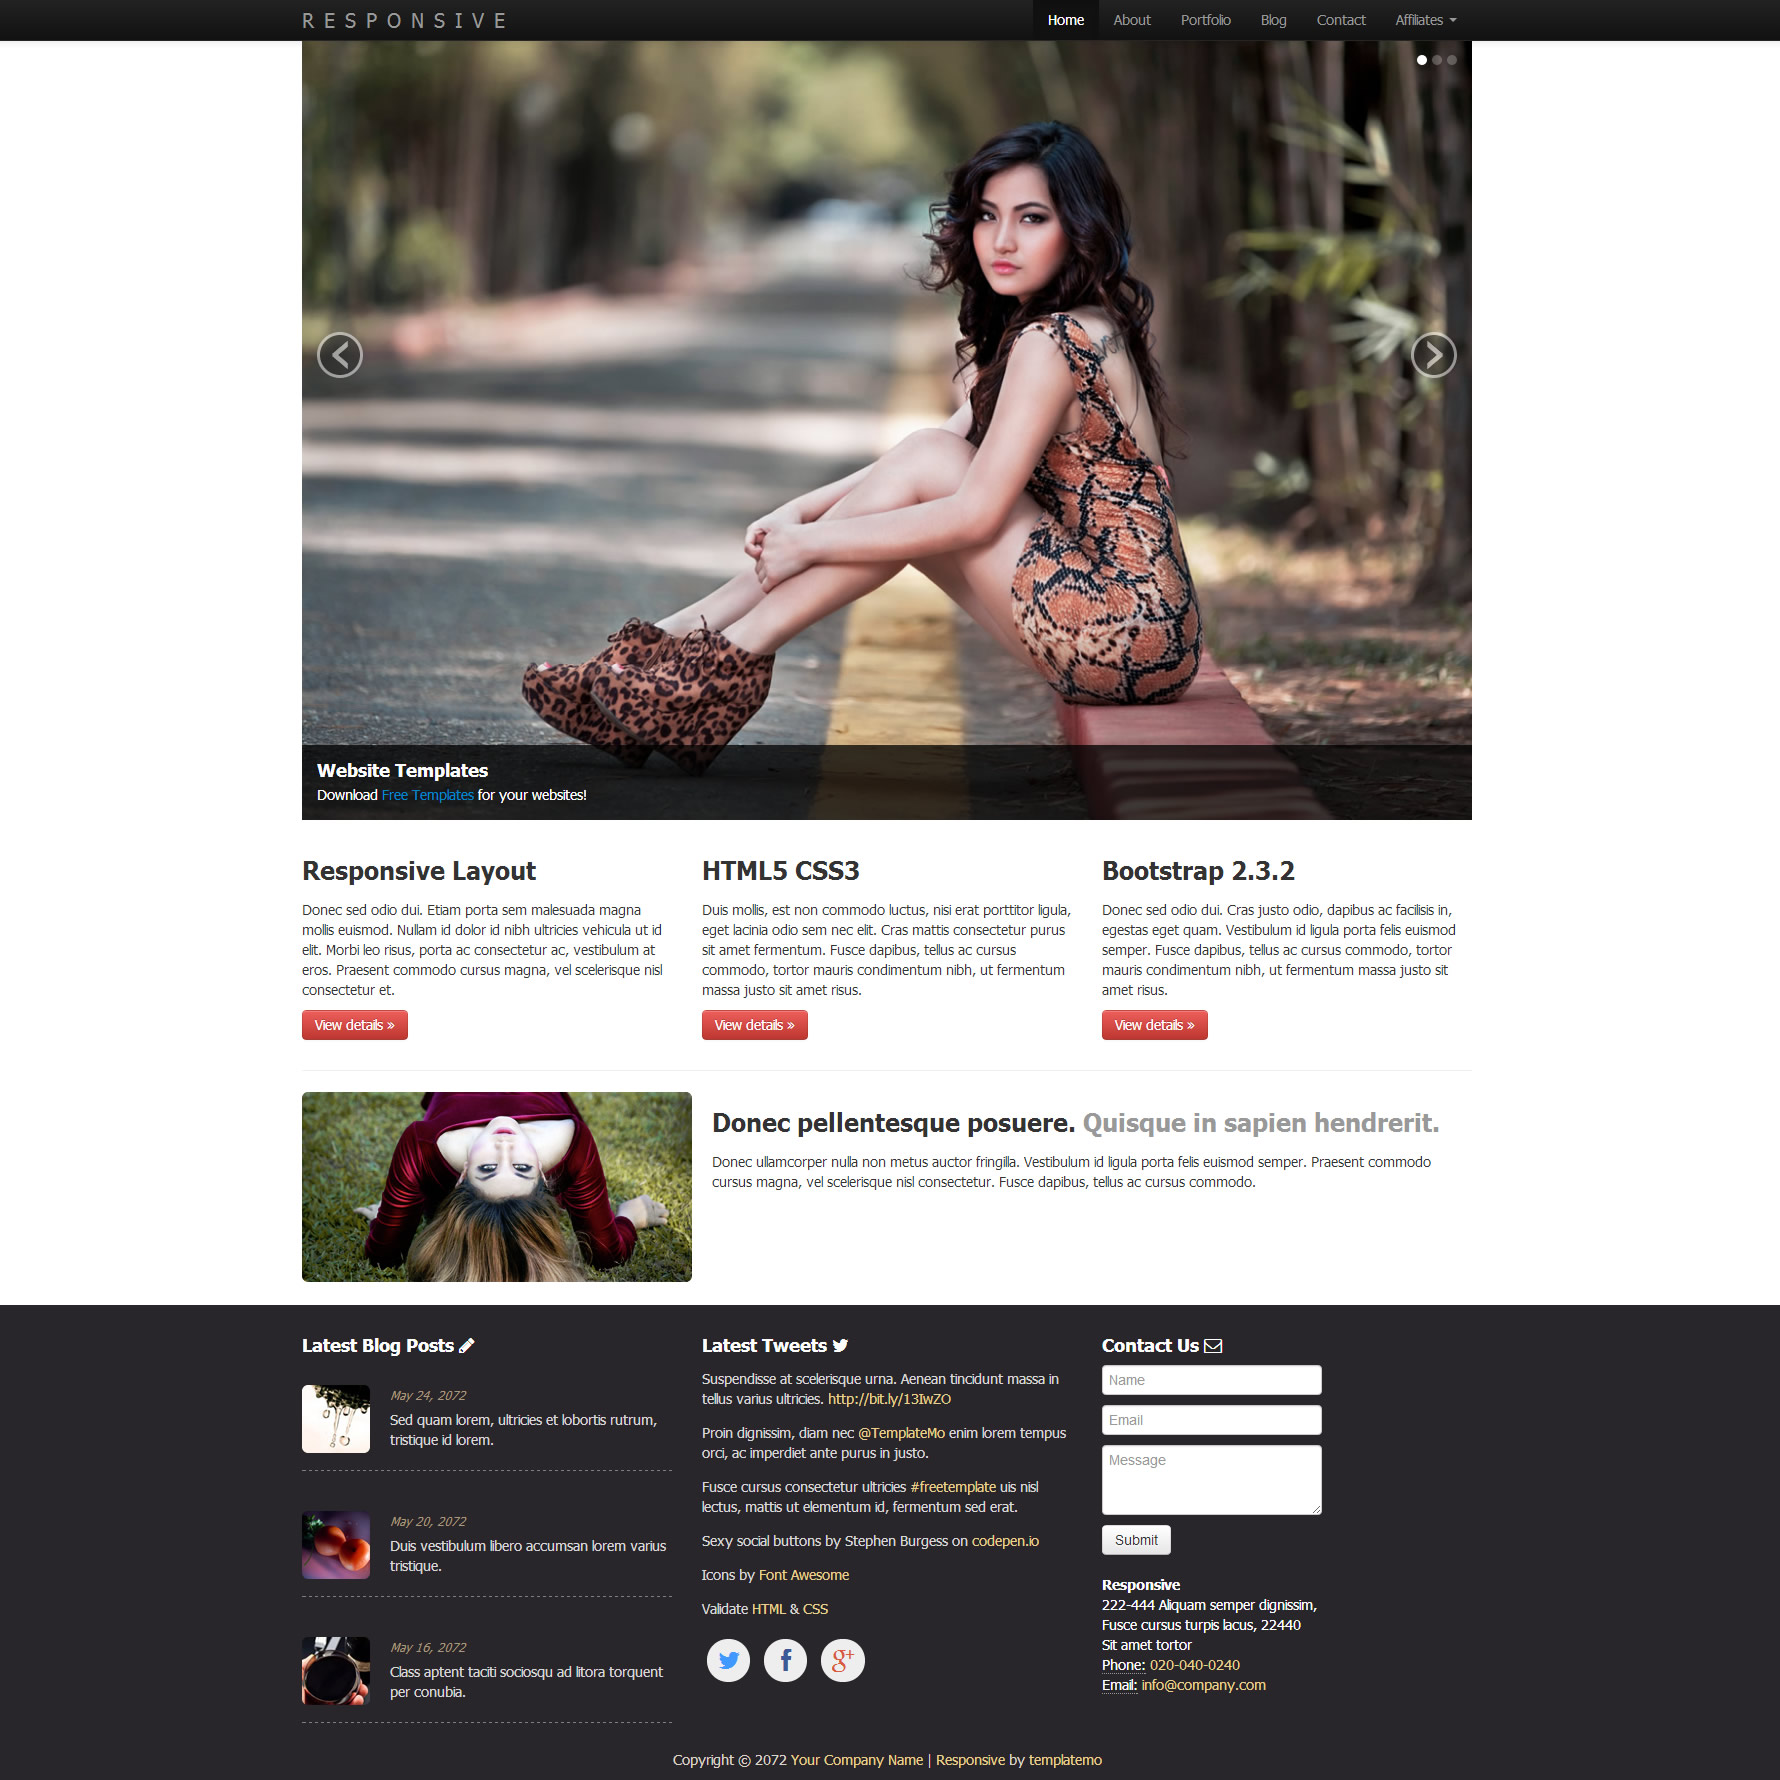 RESPONSIVE
Home About Portfolio Blog Contact Affiliates
Website Templates
Download Free Templates for your websites!
Responsive Layout
Donec sed odio dui. Etiam porta sem malesuada magna
mollis euismod. Nullam id dolor id nibh ultricies vehicula ut id
elit. Morbi leo risus, porta ac consectetur ac, vestibulum at
eros. Praesent commodo cursus magna, vel scelerisque nisl
consectetur et.
View details »
HTML5 CSS3
Duis mollis, est non commodo luctus, nisi erat porttitor ligula,
eget lacinia odio sem nec elit. Cras mattis consectetur purus
sit amet fermentum. Fusce dapibus, tellus ac cursus
commodo, tortor mauris condimentum nibh, ut fermentum
massa justo sit amet risus.
View details »
Bootstrap 2.3.2
Donec sed odio dui. Cras justo odio, dapibus ac facilisis in,
egestas eget quam. Vestibulum id ligula porta felis euismod
semper. Fusce dapibus, tellus ac cursus commodo, tortor
mauris condimentum nibh, ut fermentum massa justo sit
amet risus.
View details »
Donec pellentesque posuere. Quisque in sapien hendrerit.
Donec ullamcorper nulla non metus auctor fringilla. Vestibulum id ligula porta felis euismod semper. Praesent commodo
cursus magna, vel scelerisque nisl consectetur. Fusce dapibus, tellus ac cursus commodo.
Latest Blog Posts
May 24, 2072
Sed quam lorem, ultricies et lobortis rutrum,
tristique id lorem.
May 20, 2072
Duis vestibulum libero accumsan lorem varius
tristique.
May 16, 2072
Class aptent taciti sociosqu ad litora torquent
per conubia.
Latest Tweets
Suspendisse at scelerisque urna. Aenean tincidunt massa in
tellus varius ultricies. http://bit.ly/13IwZO
Proin dignissim, diam nec @TemplateMo enim lorem tempus
orci, ac imperdiet ante purus in justo.
Fusce cursus consectetur ultricies #freetemplate uis nisl
lectus, mattis ut elementum id, fermentum sed erat.
Sexy social buttons by Stephen Burgess on codepen.io
Icons by Font Awesome
Validate HTML & CSS
f g+
Contact Us
Name
Email
Message
Submit
Responsive
222-444 Aliquam semper dignissim,
Fusce cursus turpis lacus, 22440
Sit amet tortor
Phone: 020-040-0240
Email: info@company.com
Copyright © 2072 Your Company Name | Responsive by templatemo